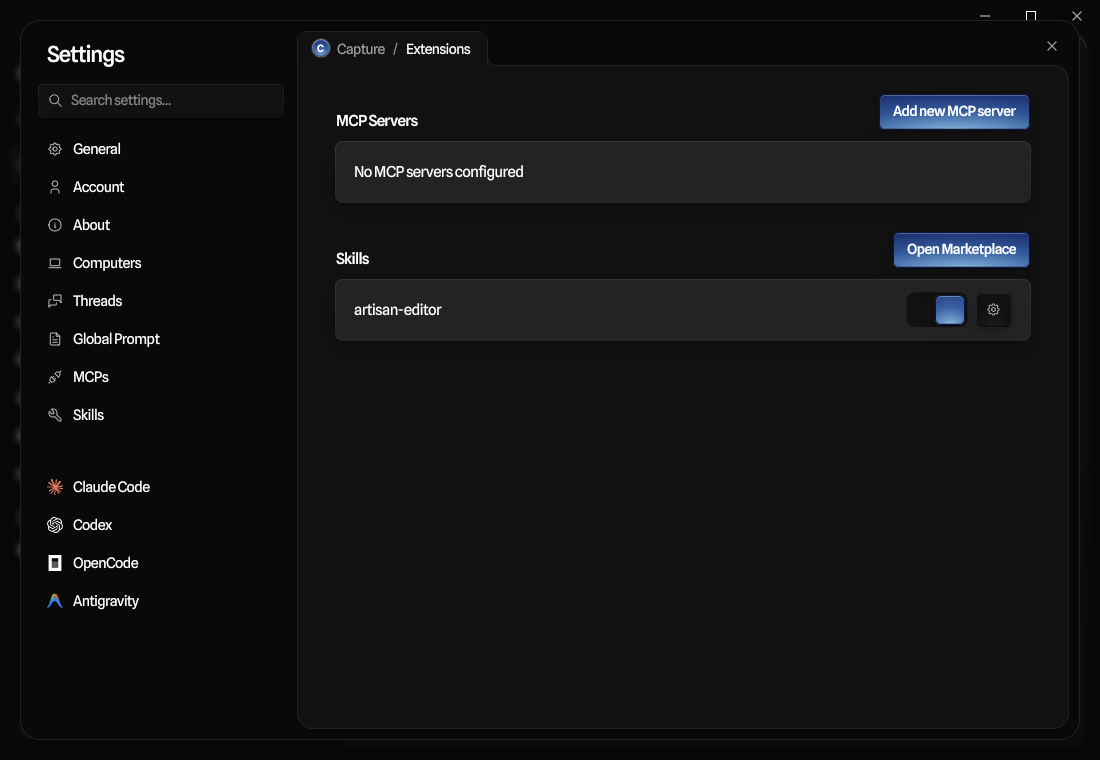 Settings
Search settings...
General
Account
About
Computers
Threads
Global Prompt
MCPs
Skills
Claude Code
Codex
OpenCode
Antigravity
C Capture / Extensions
MCP Servers
Add new MCP server
No MCP servers configured
Skills
Open Marketplace
artisan-editor